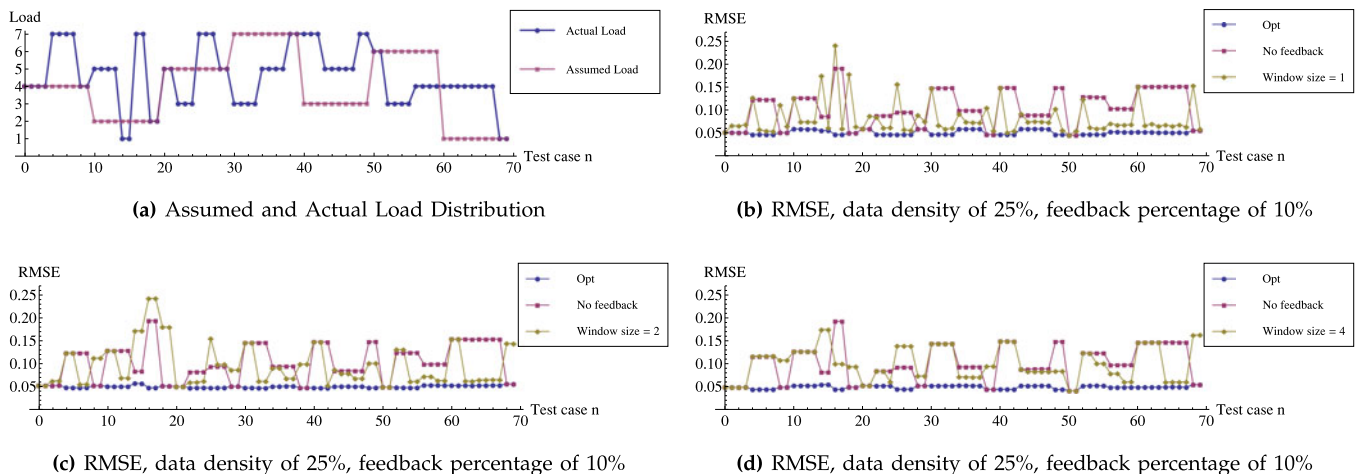 Load
7
6
5
4
3
2
1
0
10
20
30
40
50
60
70
Test case n
Actual Load
Assumed Load
(a) Assumed and Actual Load Distribution
RMSE
0.25
0.20
0.15
0.10
0.05
0
10
20
30
40
50
60
70
Test case n
Opt
No feedback
Window size = 1
(b) RMSE, data density of 25%, feedback percentage of 10%
RMSE
0.25
0.20
0.15
0.10
0.05
0
10
20
30
40
50
60
70
Test case n
Opt
No feedback
Window size = 2
(c) RMSE, data density of 25%, feedback percentage of 10%
RMSE
0.25
0.20
0.15
0.10
0.05
0
10
20
30
40
50
60
70
Test case n
Opt
No feedback
Window size = 4
(d) RMSE, data density of 25%, feedback percentage of 10%